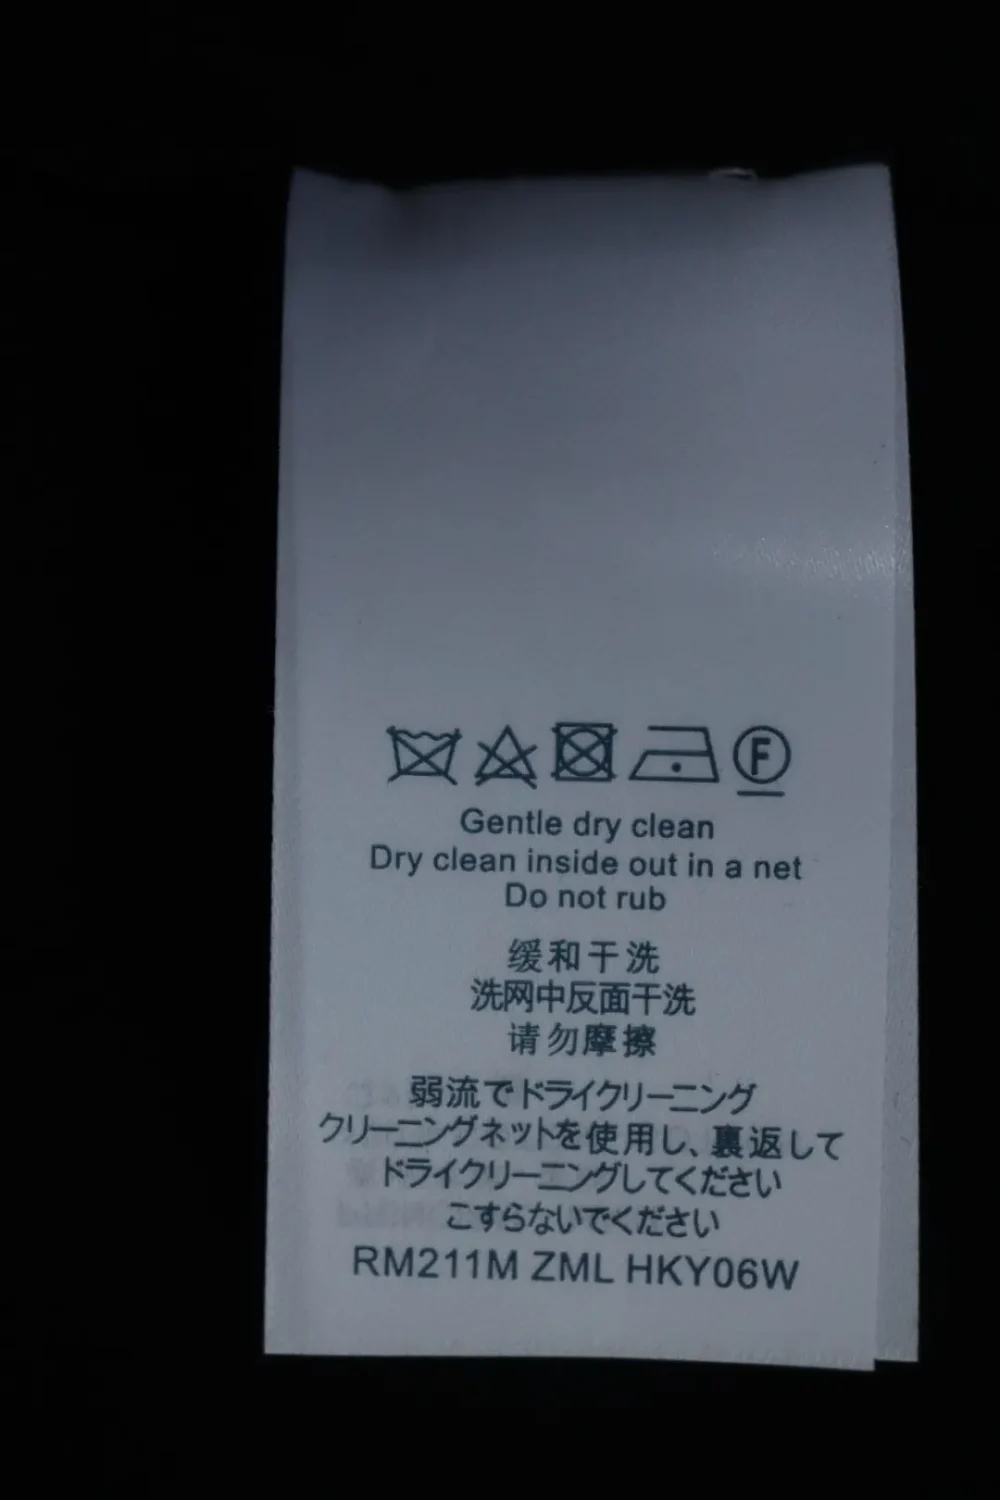 F
Gentle dry clean
Dry clean inside out in a net
Do not rub
缓和干洗
洗网中反面干洗
请勿摩擦
弱流でドライクリーニング
クリーニングネットを使用し、裏返して
ドライクリーニングしてください
こすらないでください
RM211M ZML HKY06W